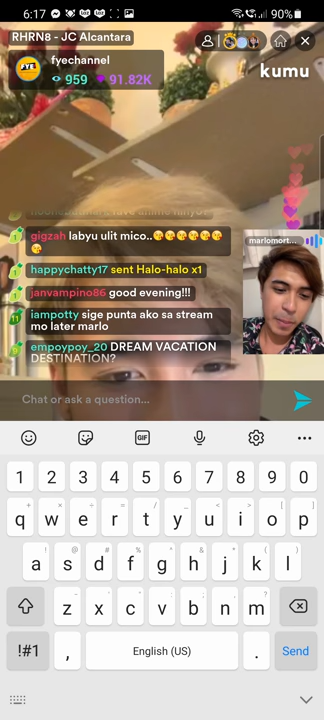 6:17
90%
RHRN8 - JC Alcantara
FYE
fyechannel
959 91.82K
kumu
gigzah labyu ulit mico..😘😘😘😘😘😘
😘
mariomort...
happychatty17 sent Halo-halo x1
janvampino86 good evening!!!
iampotty sige punta ako sa stream
mo later marlo
empoypoy_20 DREAM VACATION
DESTINATION?
Chat or ask a question...
GIF
1 2 3 4 5 6 7 8 9 0
q w e r t y u i o p
a s d f g h j k l
z x c v b n m
!#1 , English (US) . Send